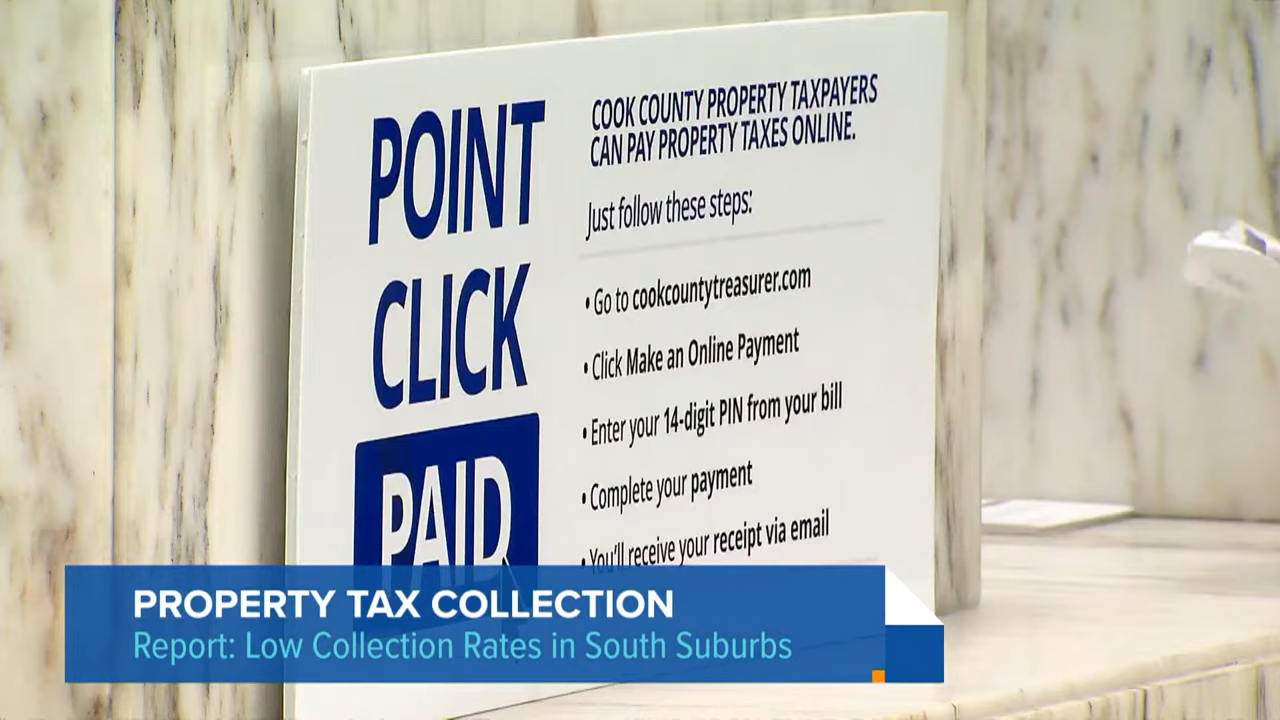 POINT
CLICK
PAID
COOK COUNTY PROPERTY TAXPAYERS
CAN PAY PROPERTY TAXES ONLINE.
Just follow these steps:
• Go to cookcountytreasurer.com
• Click Make an Online Payment
• Enter your 14-digit PIN from your bill
• Complete your payment
• You'll receive your receipt via email
PROPERTY TAX COLLECTION
Report: Low Collection Rates in South Suburbs